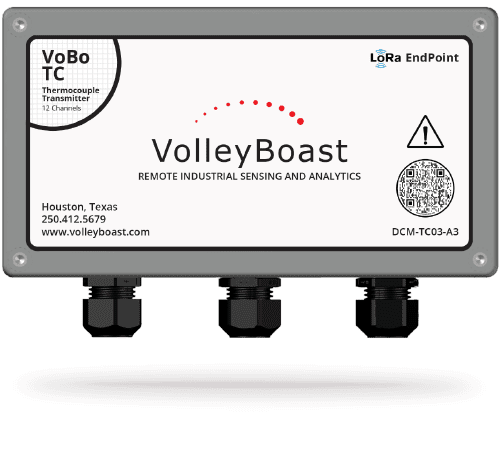 VoBo
TC
Thermocouple
Transmitter
12 Channels
LoRa EndPoint
VolleyBoast
REMOTE INDUSTRIAL SENSING AND ANALYTICS
Houston, Texas
250.412.5679
www.volleyboast.com
DCM-TC03-A3